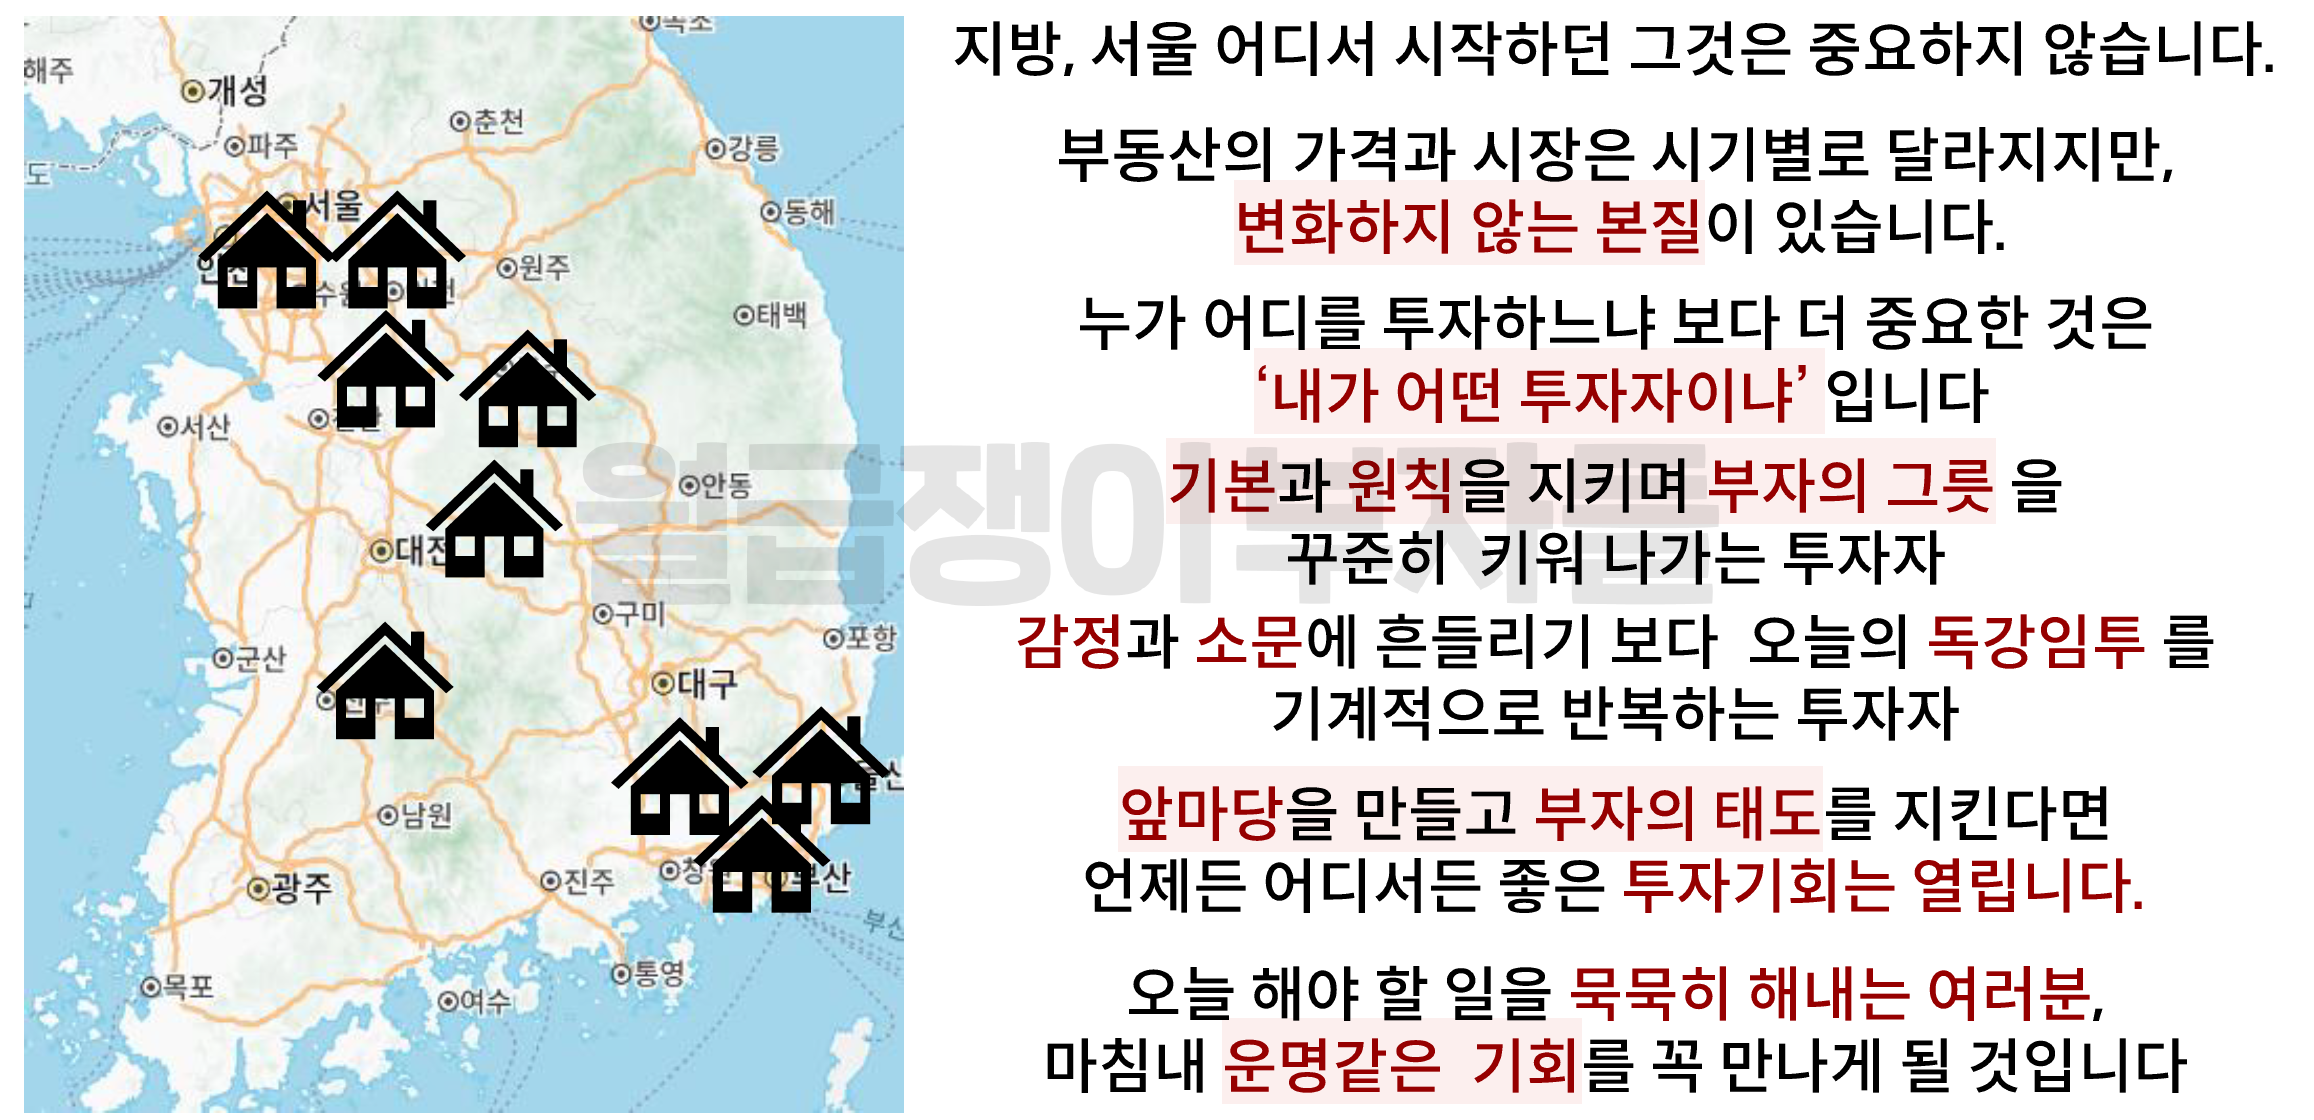 해주
개성
파주
춘천
강릉
동해
서울
원주
태백
서산
안동
대전
구미
포항
군산
대구
남원
광주
진주
창원
부산
통영
목포
여수
월급쟁이부자들
지방, 서울 어디서 시작하던 그것은 중요하지 않습니다.
부동산의 가격과 시장은 시기별로 달라지지만,
변화하지 않는 본질이 있습니다.
누가 어디를 투자하느냐 보다 더 중요한 것은
‘내가 어떤 투자자이냐’ 입니다
기본과 원칙을 지키며 부자의 그릇 을
꾸준히 키워 나가는 투자자
감정과 소문에 흔들리기 보다 오늘의 독강임투 를
기계적으로 반복하는 투자자
앞마당을 만들고 부자의 태도를 지킨다면
언제든 어디서든 좋은 투자기회는 열립니다.
오늘 해야 할 일을 묵묵히 해내는 여러분,
마침내 운명같은 기회를 꼭 만나게 될 것입니다